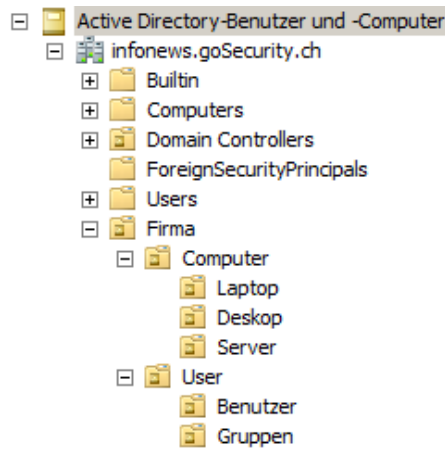 Active Directory-Benutzer und -Computer
infonews.goSecurity.ch
Builtin
Computers
Domain Controllers
ForeignSecurityPrincipals
Users
Firma
Computer
Laptop
Deskop
Server
User
Benutzer
Gruppen